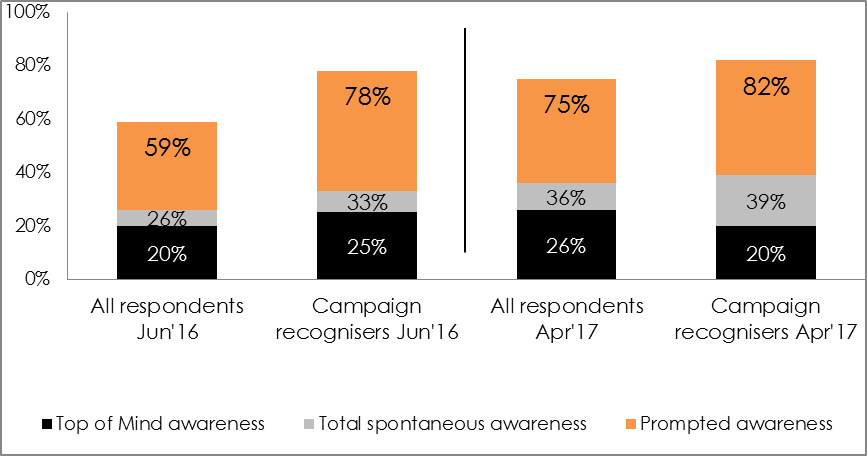 100%
80%
60%
40%
20%
0%
59%
26%
20%
78%
33%
25%
75%
36%
26%
82%
39%
20%
All respondents
Jun'16
Campaign
recognisers Jun'16
All respondents
Apr'17
Campaign
recognisers Apr'17
Top of Mind awareness
Total spontaneous awareness
Prompted awareness